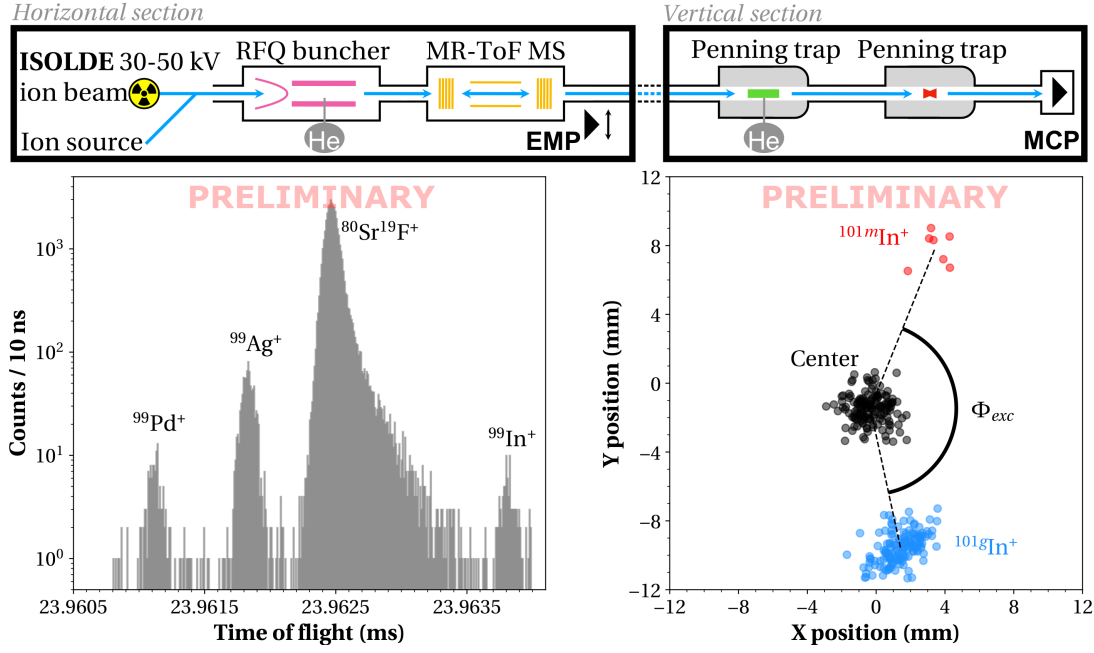 Horizontal section
Vertical section
ISOLDE 30-50 kV
ion beam
Ion source
RFQ buncher
He
MR-ToF MS
EMP
Penning trap
Penning trap
He
MCP
PRELIMINARY
Counts / 10 ns
10³
10²
10¹
10⁰
⁹⁹Pd⁺
⁹⁹Ag⁺
⁸⁰Sr¹⁹F⁺
⁹⁹In⁺
23.9605
23.9615
23.9625
23.9635
Time of flight (ms)
PRELIMINARY
Y position (mm)
12
8
4
0
−4
−8
−12
¹⁰¹ᵐIn⁺
Center
Φₑₓc
¹⁰¹ᵍIn⁺
−12
−8
−4
0
4
8
12
X position (mm)